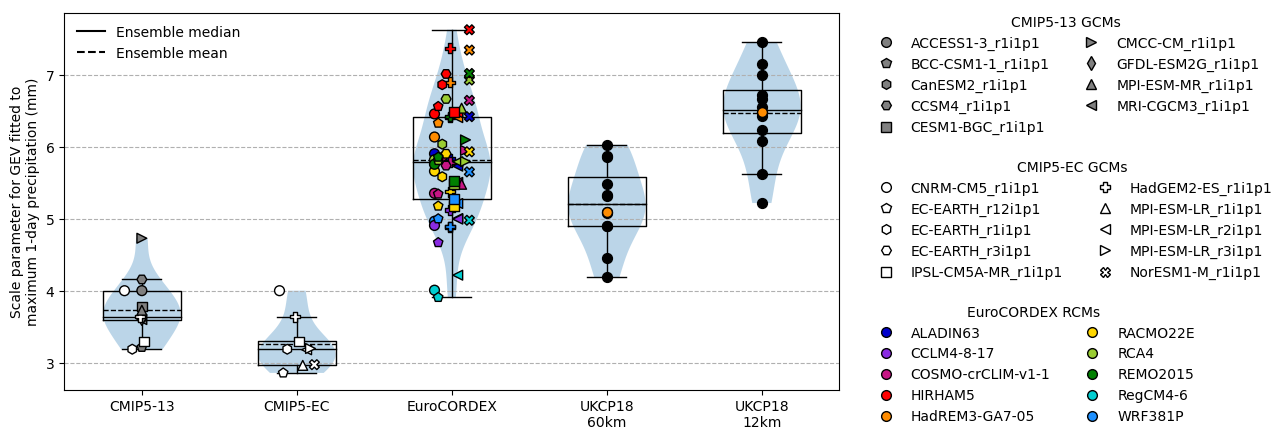 Ensemble median
Ensemble mean
Scale parameter for GEV fitted to
maximum 1-day precipitation (mm)
7
6
5
4
3
CMIP5-13
CMIP5-EC
EuroCORDEX
UKCP18
60km
UKCP18
12km
CMIP5-13 GCMs
ACCESS1-3_r1i1p1
BCC-CSM1-1_r1i1p1
CanESM2_r1i1p1
CCSM4_r1i1p1
CESM1-BGC_r1i1p1
CMCC-CM_r1i1p1
GFDL-ESM2G_r1i1p1
MPI-ESM-MR_r1i1p1
MRI-CGCM3_r1i1p1
CMIP5-EC GCMs
CNRM-CM5_r1i1p1
EC-EARTH_r12i1p1
EC-EARTH_r1i1p1
EC-EARTH_r3i1p1
IPSL-CM5A-MR_r1i1p1
HadGEM2-ES_r1i1p1
MPI-ESM-LR_r1i1p1
MPI-ESM-LR_r2i1p1
MPI-ESM-LR_r3i1p1
NorESM1-M_r1i1p1
EuroCORDEX RCMs
ALADIN63
CCLM4-8-17
COSMO-crCLIM-v1-1
HIRHAM5
HadREM3-GA7-05
RACMO22E
RCA4
REMO2015
RegCM4-6
WRF381P